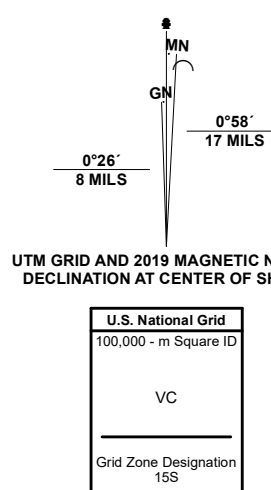 MN
GN
0°58´
17 MILS
0°26´
8 MILS
UTM GRID AND 2019 MAGNETIC N
DECLINATION AT CENTER OF SH
U.S. National Grid
100,000 - m Square ID
VC
Grid Zone Designation
15S